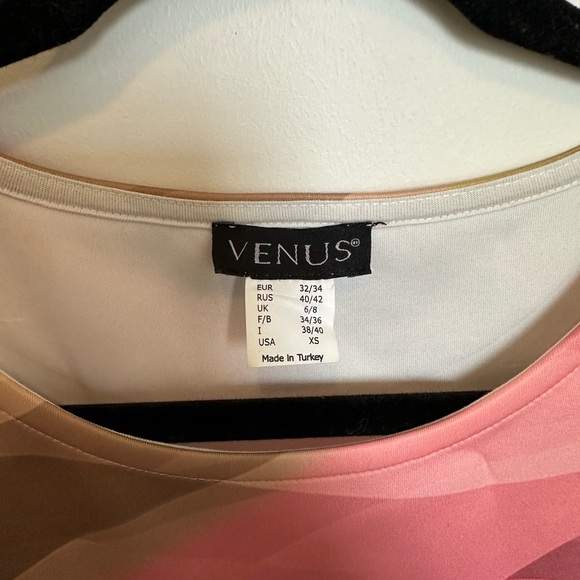 VENUS®
EUR 32/34
RUS 40/42
UK 6/8
F/B 34/36
I 38/40
USA XS
Made in Turkey